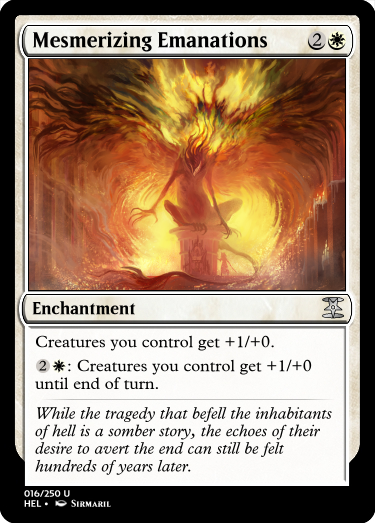 Mesmerizing Emanations 2
Enchantment
Creatures you control get +1/+0.
2 : Creatures you control get +1/+0
until end of turn.
While the tragedy that befell the inhabitants
of hell is a somber story, the echoes of their
desire to avert the end can still be felt
hundreds of years later.
016/250 U
HEL • Sirmaril